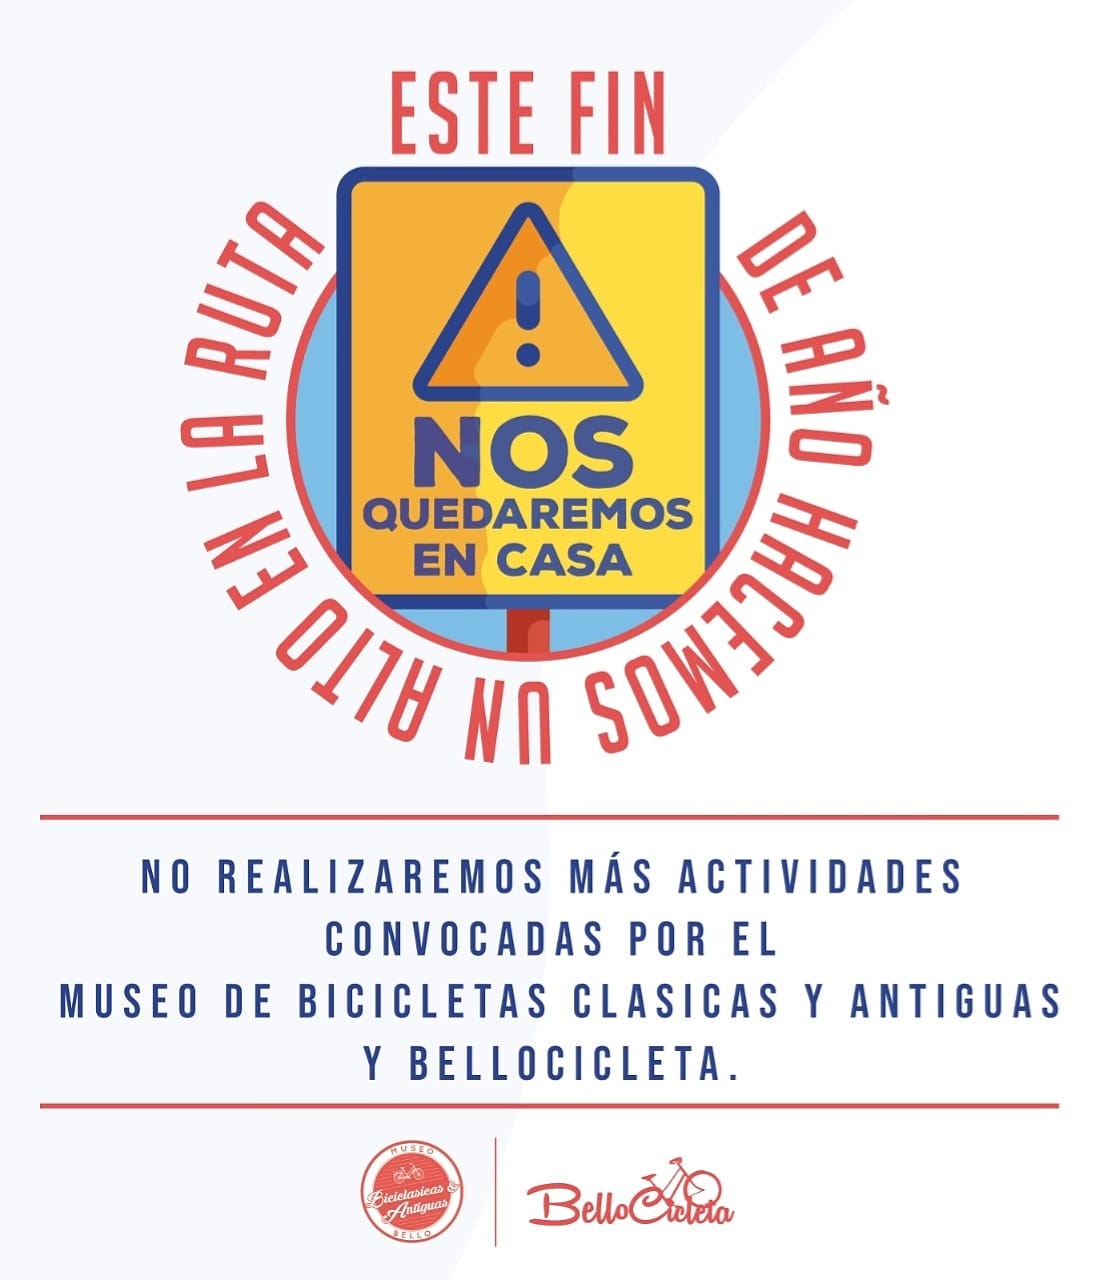 ESTE FIN
DE AÑO HACEMOS UN ALTO EN LA RUTA
NOS
QUEDAREMOS
EN CASA
NO REALIZAREMOS MÁS ACTIVIDADES
CONVOCADAS POR EL
MUSEO DE BICICLETAS CLASICAS Y ANTIGUAS
Y BELLOCICLETA.
MUSEO
Biciclasicas &
Antiguas
BELLO
BelloCicleta